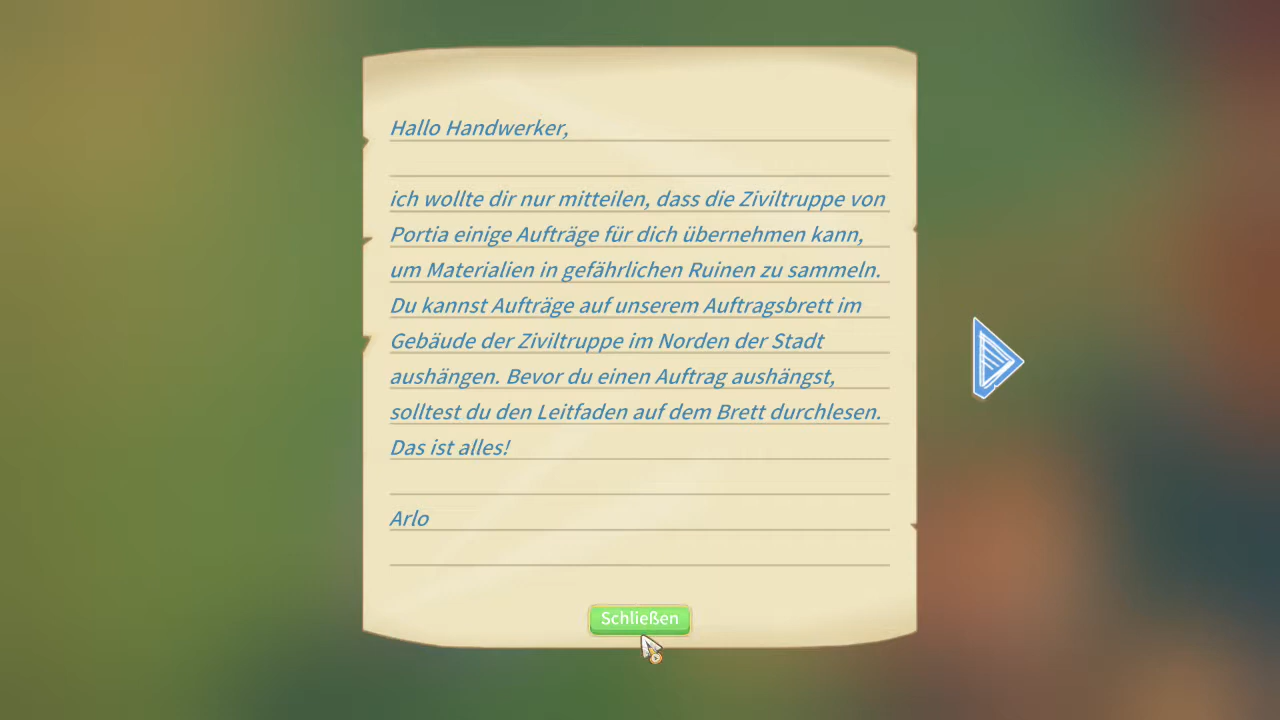 Hallo Handwerker,
ich wollte dir nur mitteilen, dass die Ziviltruppe von
Portia einige Aufträge für dich übernehmen kann,
um Materialien in gefährlichen Ruinen zu sammeln.
Du kannst Aufträge auf unserem Auftragsbrett im
Gebäude der Ziviltruppe im Norden der Stadt
aushängen. Bevor du einen Auftrag aushängst,
solltest du den Leitfaden auf dem Brett durchlesen.
Das ist alles!
Arlo
Schließen